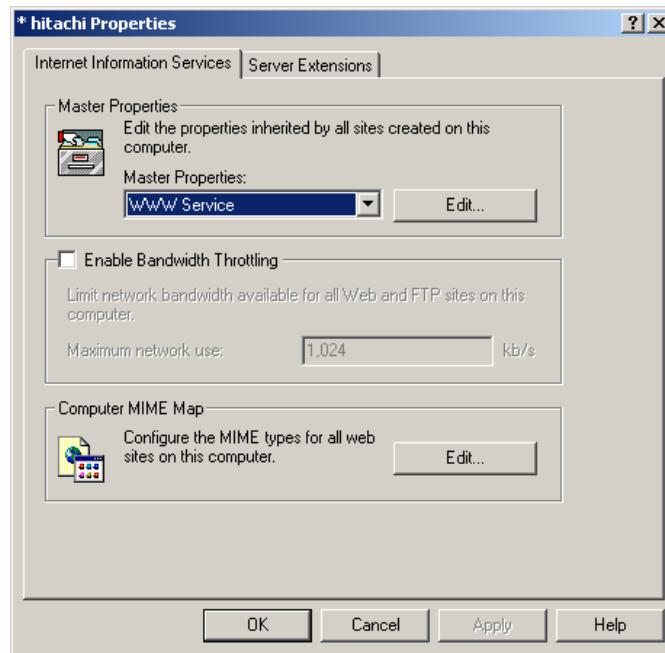 * hitachi Properties
Internet Information Services
Server Extensions
Master Properties
Edit the properties inherited by all sites created on this
computer.
Master Properties:
WWW Service
Edit...
Enable Bandwidth Throttling
Limit network bandwidth available for all Web and FTP sites on this
computer.
Maximum network use:
1,024
kb/s
Computer MIME Map
Configure the MIME types for all web
sites on this computer.
Edit...
OK
Cancel
Apply
Help